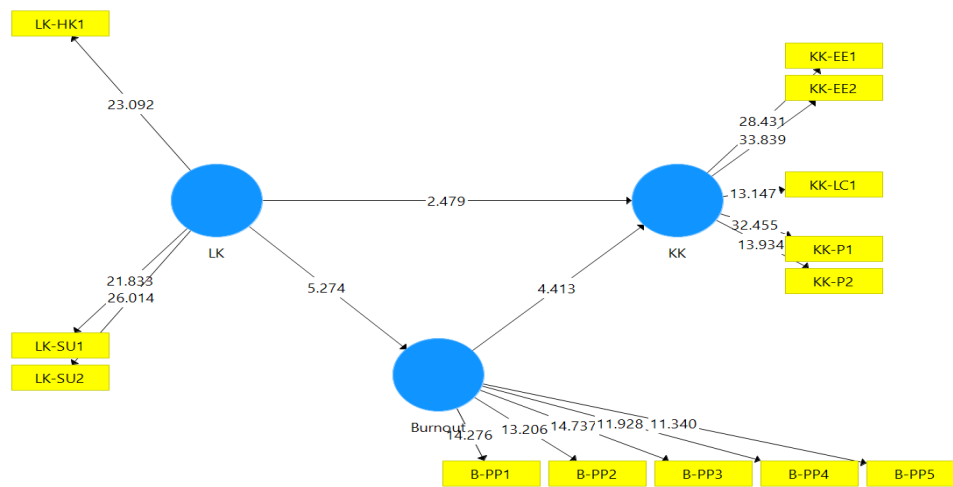 LK-HK1
KK-EE1
KK-EE2
23.092
28.431
33.839
KK-LC1
13.147
2.479
32.455
13.934
KK-P1
KK-P2
LK
KK
21.833
26.014
5.274
4.413
LK-SU1
LK-SU2
Burnout
14.276
13.206
14.737
11.928
11.340
B-PP1
B-PP2
B-PP3
B-PP4
B-PP5